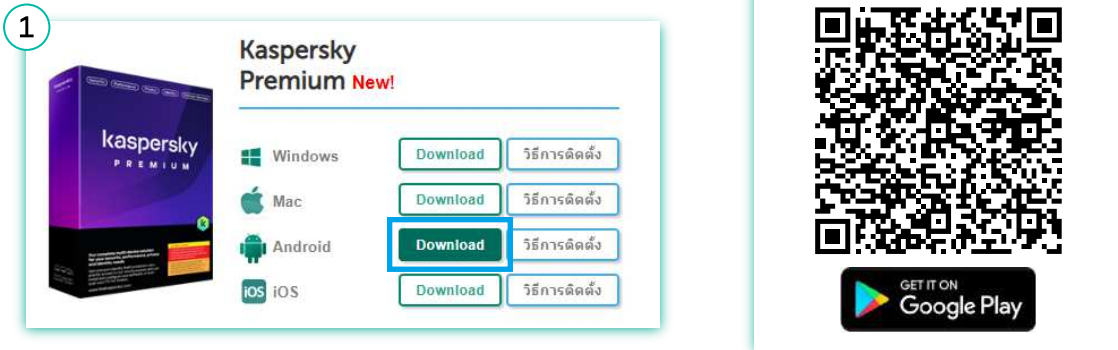 1
Kaspersky
Premium New!
kaspersky
PREMIUM
Windows Download วิธีการติดตั้ง
Mac Download วิธีการติดตั้ง
Android Download วิธีการติดตั้ง
iOS iOS Download วิธีการติดตั้ง
GET IT ON
Google Play